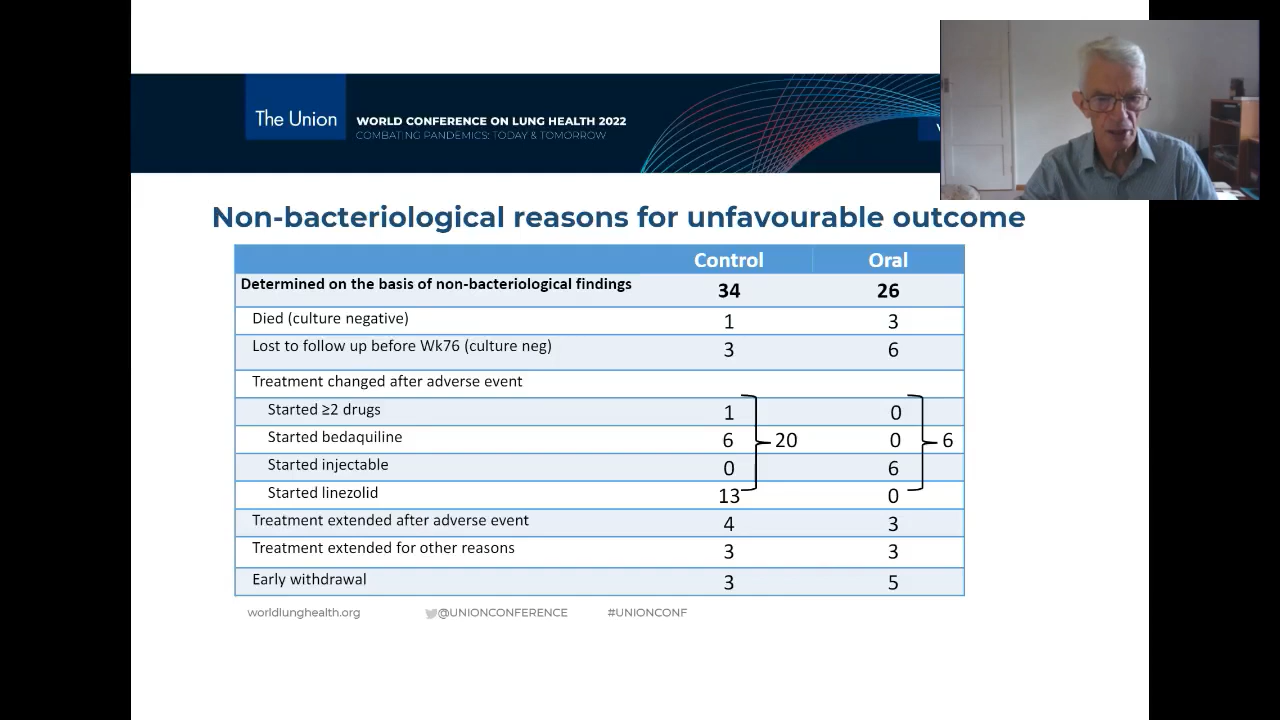 The Union
WORLD CONFERENCE ON LUNG HEALTH 2022
COMBATING PANDEMICS: TODAY & TOMORROW
Non-bacteriological reasons for unfavourable outcome
Control Oral
Determined on the basis of non-bacteriological findings 34 26
Died (culture negative) 1 3
Lost to follow up before Wk76 (culture neg) 3 6
Treatment changed after adverse event
Started ≥2 drugs 1 0
Started bedaquiline 6 20 0 6
Started injectable 0 6
Started linezolid 13 0
Treatment extended after adverse event 4 3
Treatment extended for other reasons 3 3
Early withdrawal 3 5
worldlunghealth.org @UNIONCONFERENCE #UNIONCONF